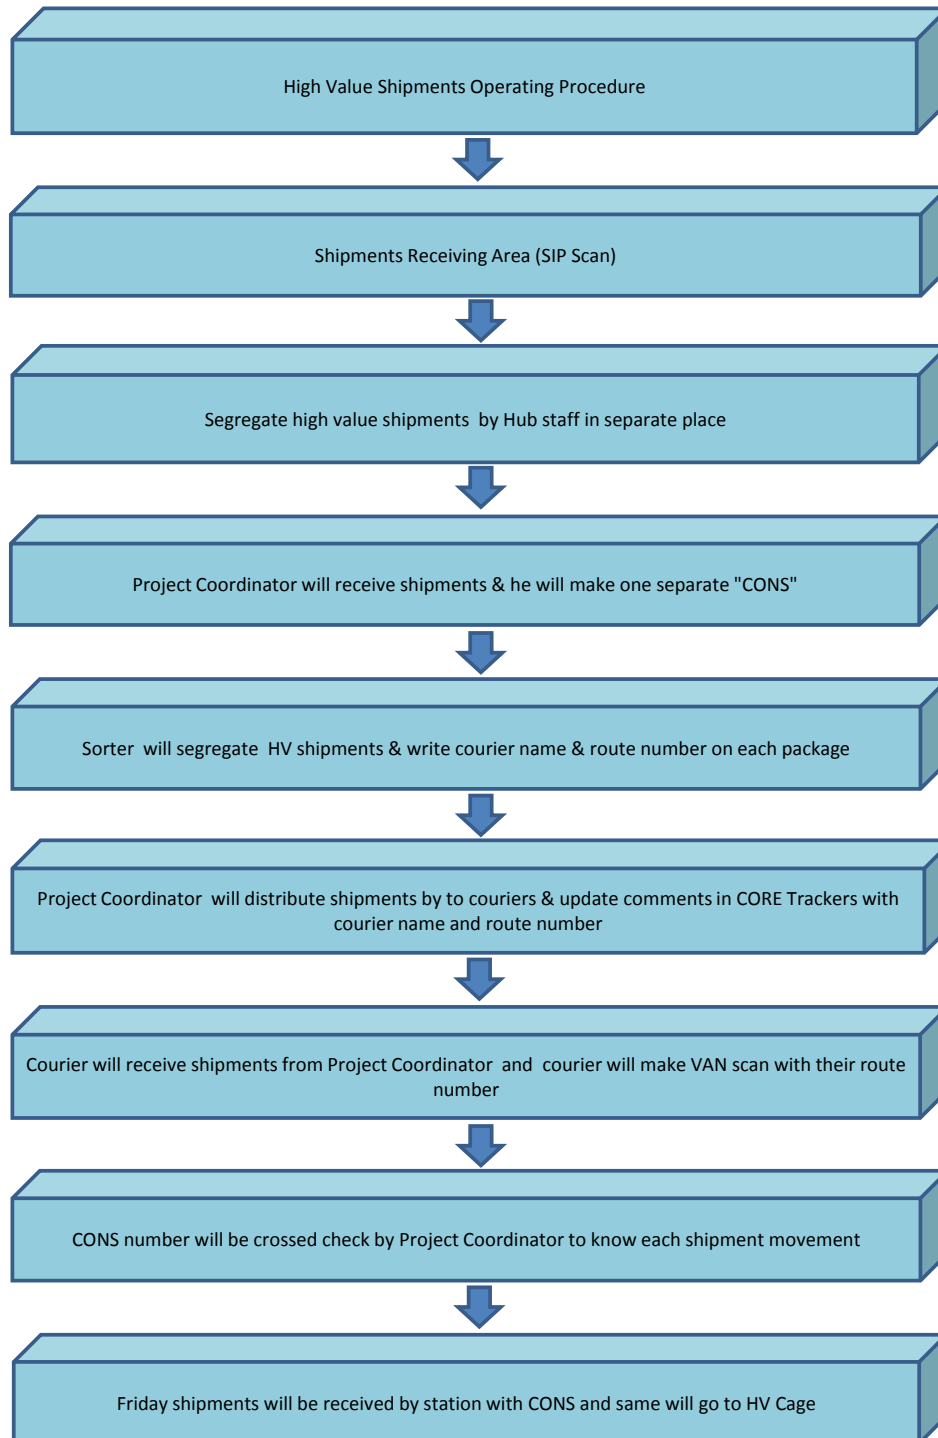 High Value Shipments Operating Procedure
Shipments Receiving Area (SIP Scan)
Segregate high value shipments by Hub staff in separate place
Project Coordinator will receive shipments & he will make one separate "CONS"
Sorter will segregate HV shipments & write courier name & route number on each package
Project Coordinator will distribute shipments by to couriers & update comments in CORE Trackers with
courier name and route number
Courier will receive shipments from Project Coordinator and courier will make VAN scan with their route
number
CONS number will be crossed check by Project Coordinator to know each shipment movement
Friday shipments will be received by station with CONS and same will go to HV Cage